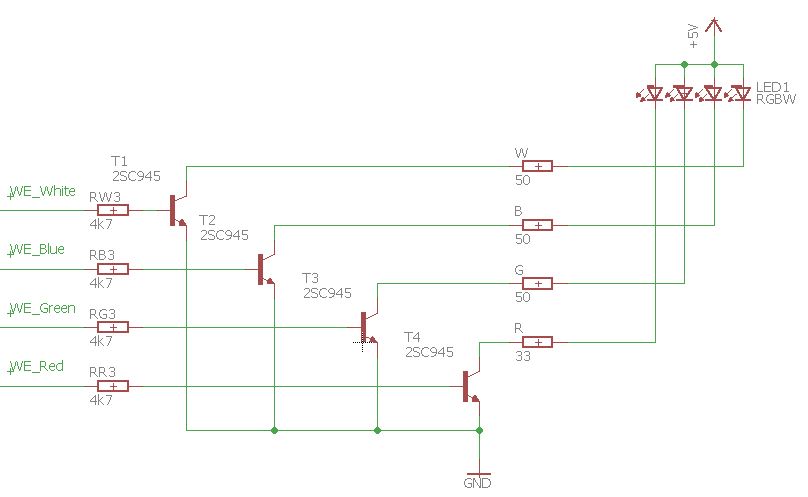 +5V
LED1
RGBW
T1
2SC945
W
50
WE_White
RW3
4k7
T2
2SC945
B
50
WE_Blue
RB3
4k7
T3
2SC945
G
50
WE_Green
RG3
4k7
T4
2SC945
R
33
WE_Red
RR3
4k7
GND